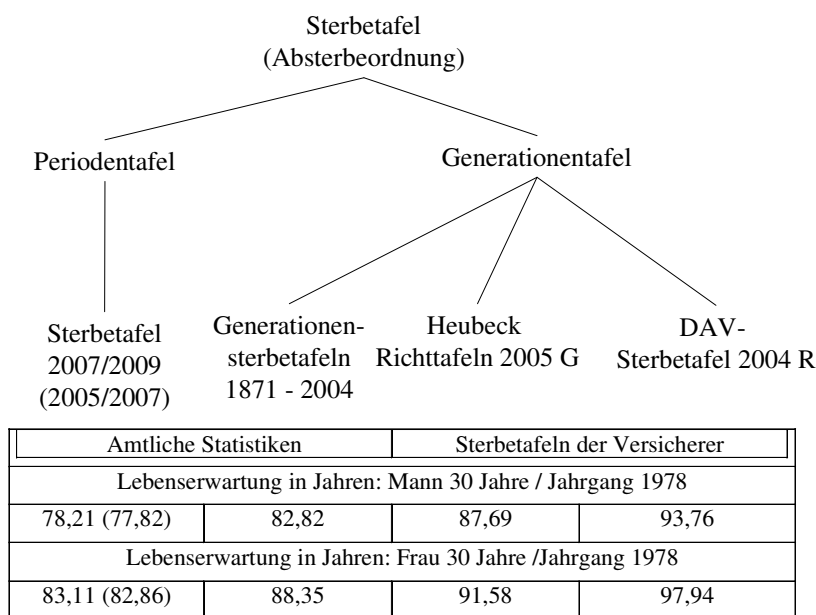 Sterbetafel
(Absterbeordnung)
Periodentafel
Generationentafel
Sterbetafel
2007/2009
(2005/2007)
Generationen-
sterbetafeln
1871 - 2004
Heubeck
Richttafeln 2005 G
DAV-
Sterbetafel 2004 R
Amtliche Statistiken Sterbetafeln der Versicherer
Lebenserwartung in Jahren: Mann 30 Jahre / Jahrgang 1978
78,21 (77,82) 82,82 87,69 93,76
Lebenserwartung in Jahren: Frau 30 Jahre /Jahrgang 1978
83,11 (82,86) 88,35 91,58 97,94